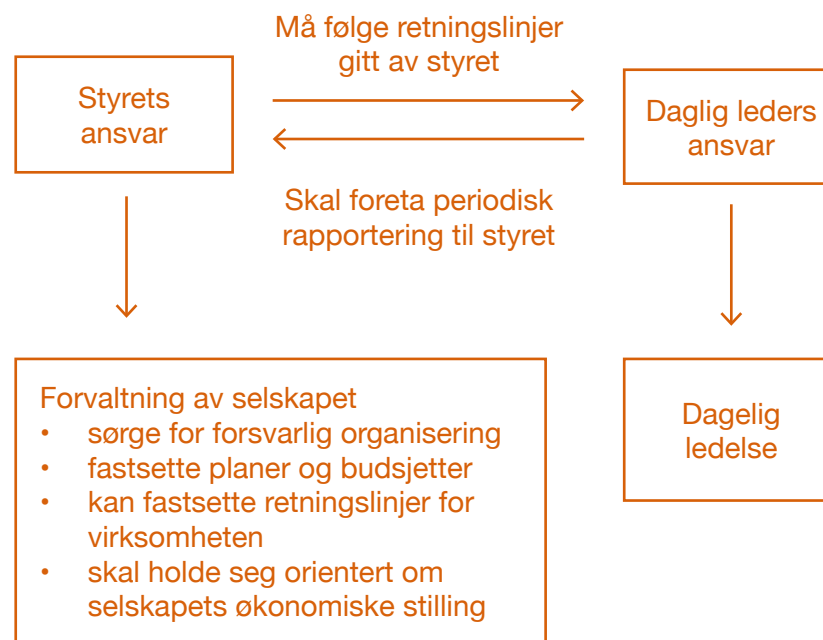 Må følge retningslinjer
gitt av styret
Styrets
ansvar
Daglig leders
ansvar
Skal foreta periodisk
rapportering til styret
Forvaltning av selskapet
• sørge for forsvarlig organisering
• fastsette planer og budsjetter
• kan fastsette retningslinjer for
virksomheten
• skal holde seg orientert om
selskapets økonomiske stilling
Dagelig
ledelse